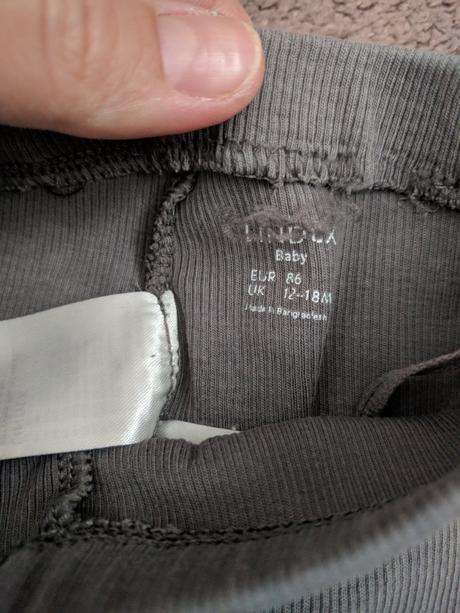 LINDEX
Baby
EUR 86
UK 12-18M
Made in Bangladesh